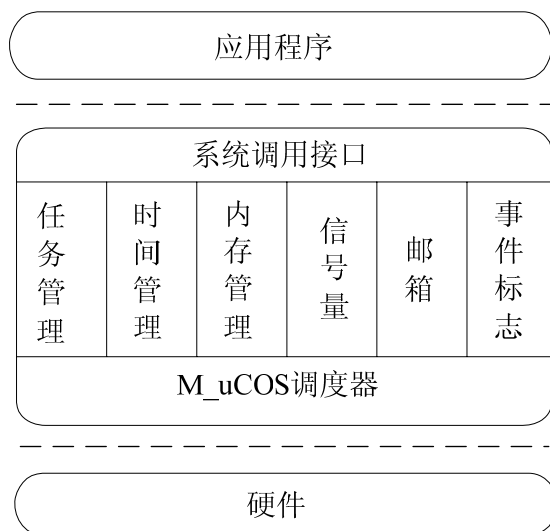 应用程序
系统调用接口
任务管理
时间管理
内存管理
信号量
邮箱
事件标志
M_uCOS调度器
硬件